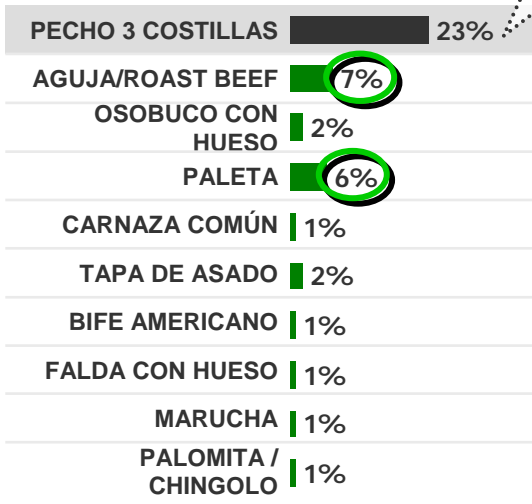 PECHO 3 COSTILLAS 23%
AGUJA/ROAST BEEF 7%
OSOBUCO CON
HUESO 2%
PALETA 6%
CARNAZA COMÚN 1%
TAPA DE ASADO 2%
BIFE AMERICANO 1%
FALDA CON HUESO 1%
MARUCHA 1%
PALOMITA /
CHINGOLO 1%